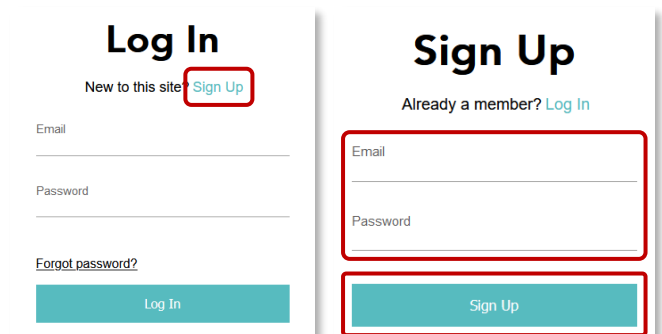 Log In
New to this site? Sign Up
Email
Password
Forgot password?
Log In
Sign Up
Already a member? Log In
Email
Password
Sign Up